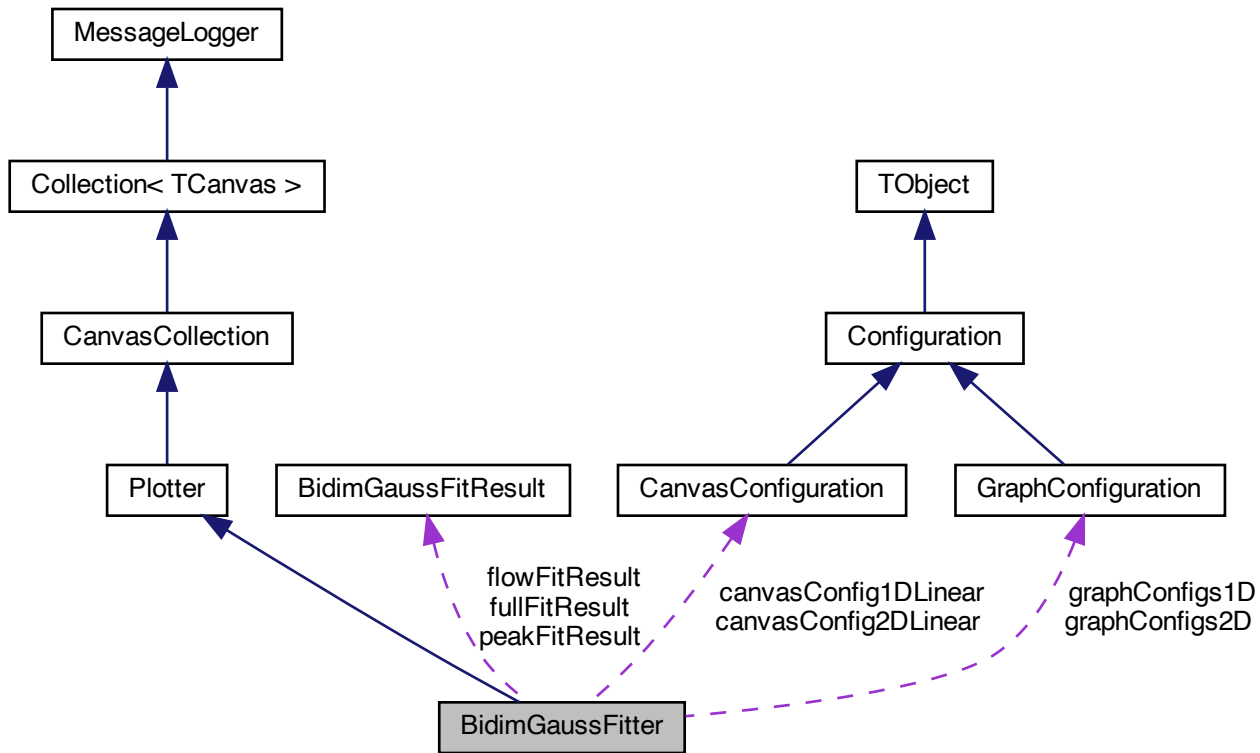 MessageLogger
Collection< TCanvas >
TObject
CanvasCollection
Configuration
Plotter
BidimGaussFitResult
CanvasConfiguration
GraphConfiguration
flowFitResult
fullFitResult
peakFitResult
canvasConfig1DLinear
canvasConfig2DLinear
graphConfigs1D
graphConfigs2D
BidimGaussFitter